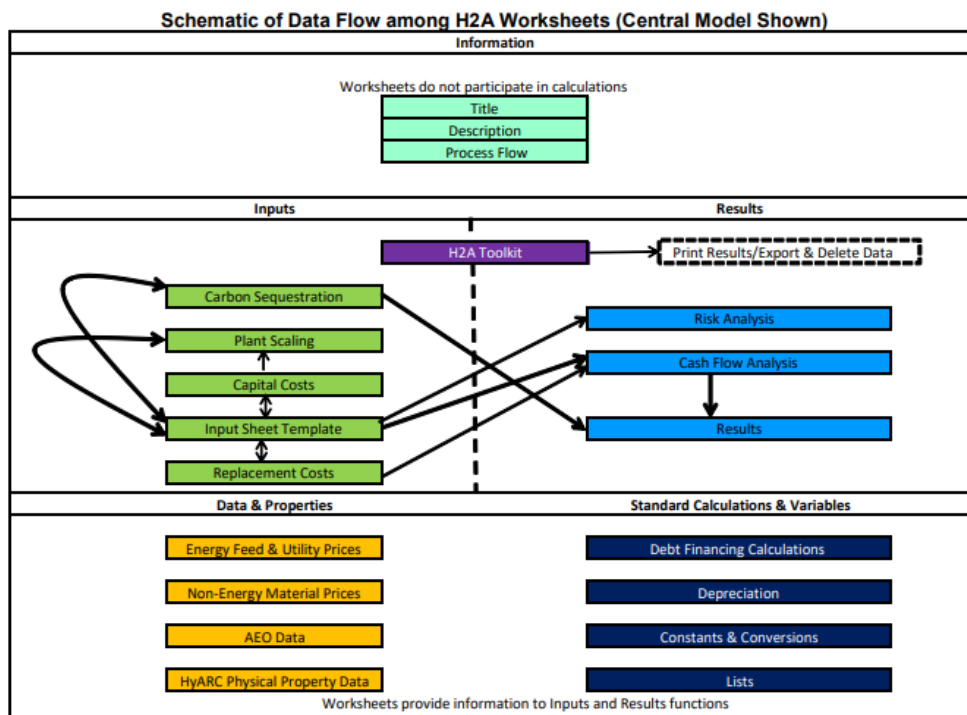 Schematic of Data Flow among H2A Worksheets (Central Model Shown)
Information
Worksheets do not participate in calculations
Title
Description
Process Flow
Inputs
Results
H2A Toolkit
Print Results/Export & Delete Data
Carbon Sequestration
Risk Analysis
Plant Scaling
Cash Flow Analysis
Capital Costs
Input Sheet Template
Results
Replacement Costs
Data & Properties
Standard Calculations & Variables
Energy Feed & Utility Prices
Debt Financing Calculations
Non-Energy Material Prices
Depreciation
AEO Data
Constants & Conversions
HyARC Physical Property Data
Lists
Worksheets provide information to Inputs and Results functions